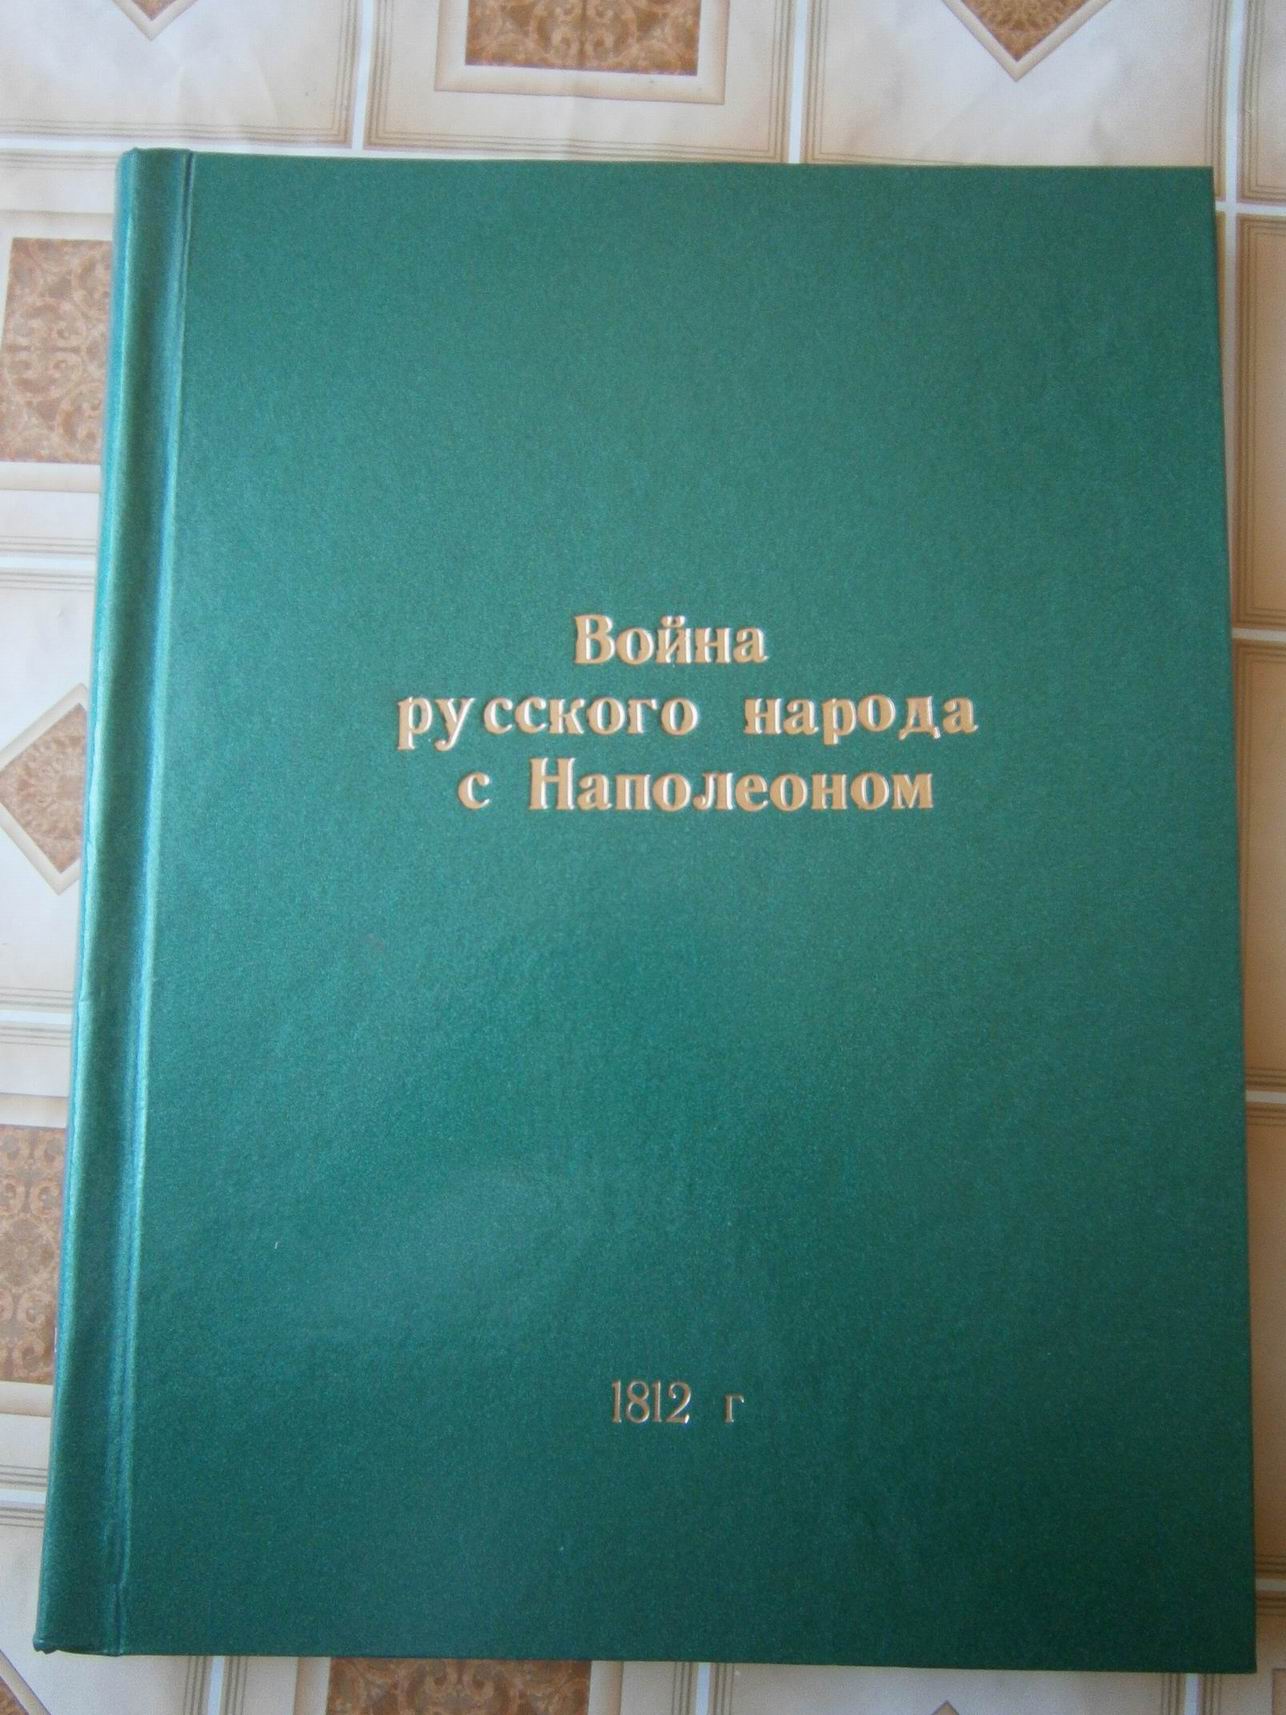 Война
русского народа
с Наполеоном
1812 г